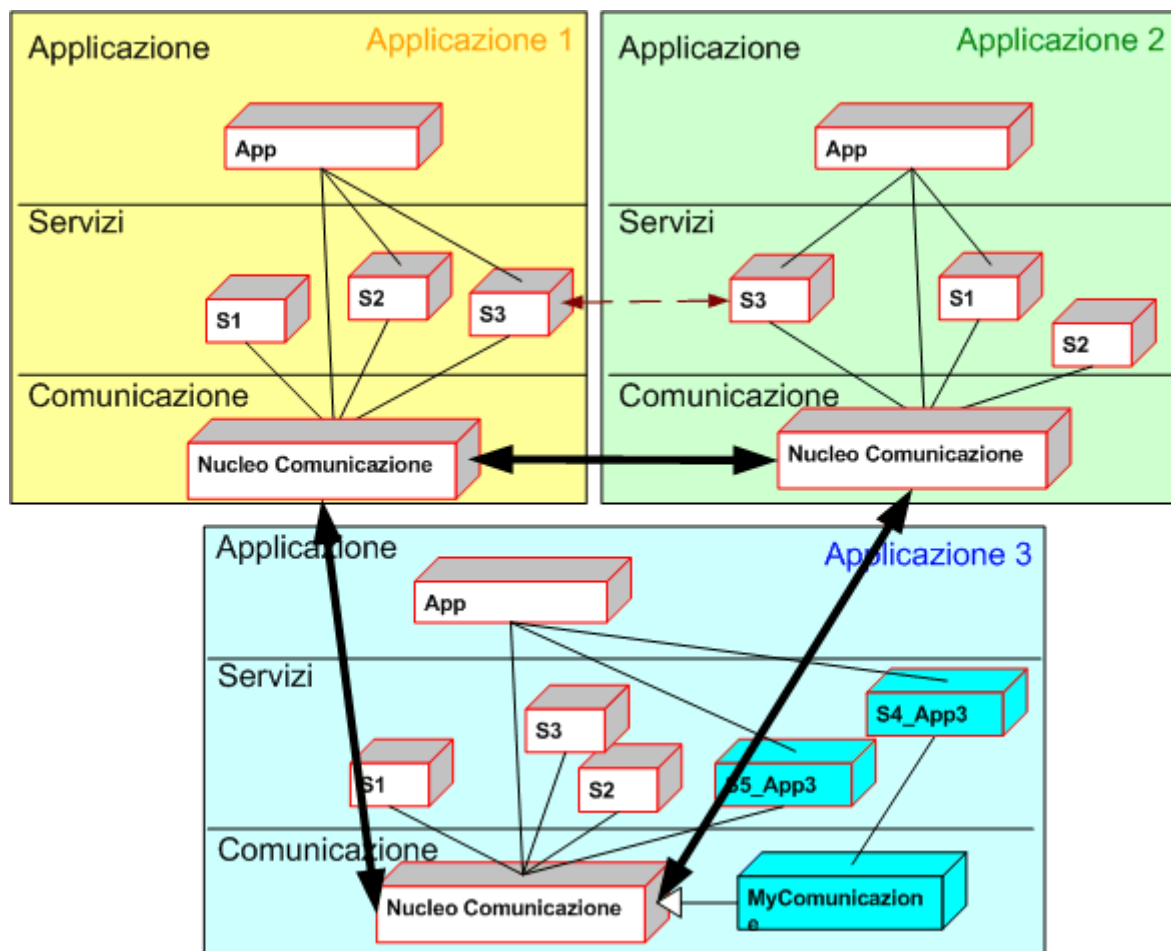 Applicazione
Applicazione 1
App
Servizi
S1
S2
S3
Comunicazione
Nucleo Comunicazione
Applicazione
Applicazione 2
App
Servizi
S3
S1
S2
Comunicazione
Nucleo Comunicazione
Applicazione
Applicazione 3
App
Servizi
S4_App3
S3
S1
S2
S5_App3
Comunicazione
Nucleo Comunicazione
MyComunicazion
e